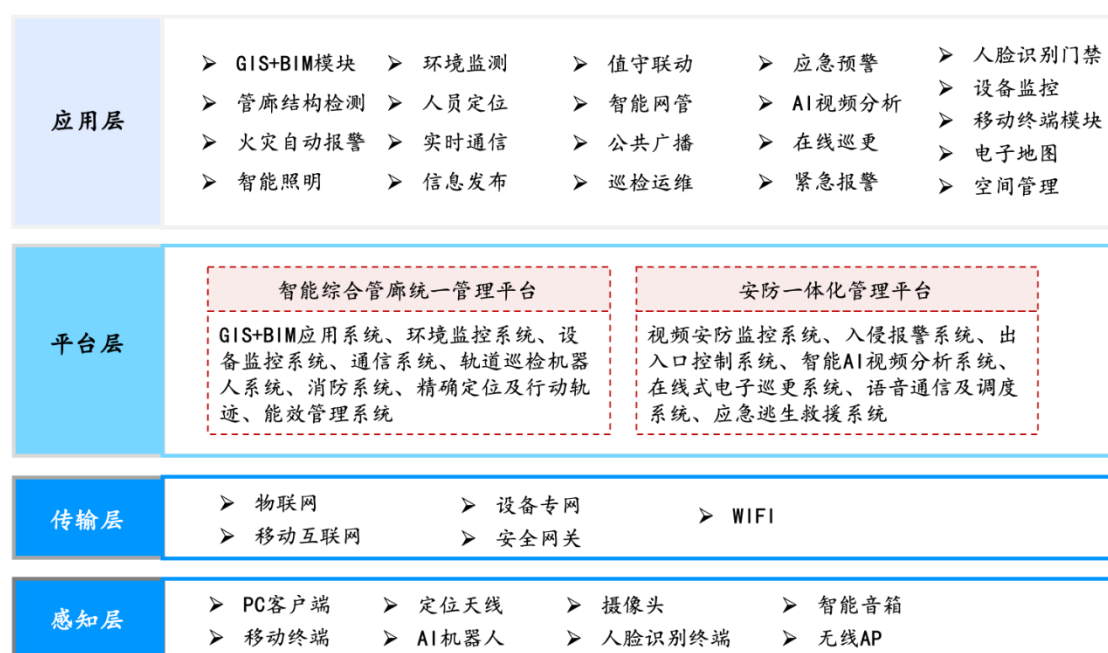 应用层
➢ GIS+BIM模块
➢ 管廊结构检测
➢ 火灾自动报警
➢ 智能照明
➢ 环境监测
➢ 人员定位
➢ 实时通信
➢ 信息发布
➢ 值守联动
➢ 智能网管
➢ 公共广播
➢ 巡检运维
➢ 应急预警
➢ AI视频分析
➢ 在线巡更
➢ 紧急报警
➢ 人脸识别门禁
➢ 设备监控
➢ 移动终端模块
➢ 电子地图
➢ 空间管理
平台层
智能综合管廊统一管理平台
GIS+BIM应用系统、环境监控系统、设
备监控系统、通信系统、轨道巡检机器
人系统、消防系统、精确定位及行动轨
迹、能效管理系统
安防一体化管理平台
视频安防监控系统、入侵报警系统、出
入口控制系统、智能AI视频分析系统、
在线式电子巡更系统、语音通信及调度
系统、应急逃生救援系统
传输层
➢ 物联网
➢ 移动互联网
➢ 设备专网
➢ 安全网关
➢ WIFI
感知层
➢ PC客户端
➢ 移动终端
➢ 定位天线
➢ AI机器人
➢ 摄像头
➢ 人脸识别终端
➢ 智能音箱
➢ 无线AP